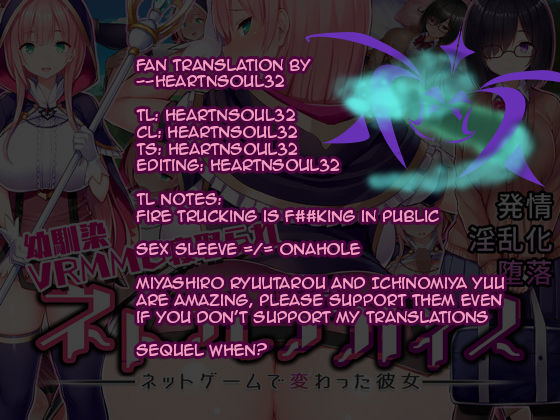 FAN TRANSLATION BY
~~HEARTNSOUL32
TL: HEARTNSOUL32
CL: HEARTNSOUL32
TS: HEARTNSOUL32
EDITING: HEARTNSOUL32
TL NOTES:
FIRE TRUCKING IS F##KING IN PUBLIC
SEX SLEEVE =/= ONAHOLE
MIYASHIRO RYUUTAROU AND ICHINOMIYA YUU
ARE AMAZING, PLEASE SUPPORT THEM EVEN
IF YOU DON'T SUPPORT MY TRANSLATIONS
SEQUEL WHEN?
発情
淫乱化
堕落
幼馴染
ネットゲームで変わった彼女